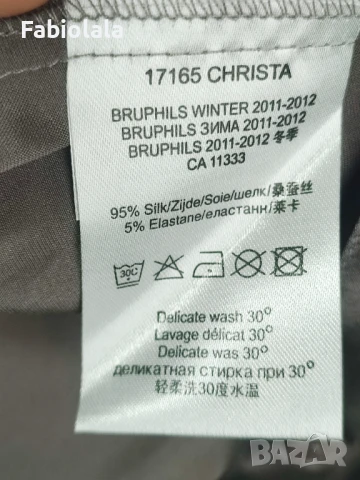 Fabiolala
17165 CHRISTA
BRUPHILS WINTER 2011-2012
BRUPHILS ЗИМА 2011-2012
BRUPHILS 2011-2012 冬季
CA 11333
95% Silk/Zijde/Soie/шелк/桑蚕丝
5% Elastane/еластанн/莱卡
30C
Delicate wash 30°
Lavage délicat 30°
Delicate was 30°
деликатная стирка при 30°
轻柔洗30度水温
BAZAR